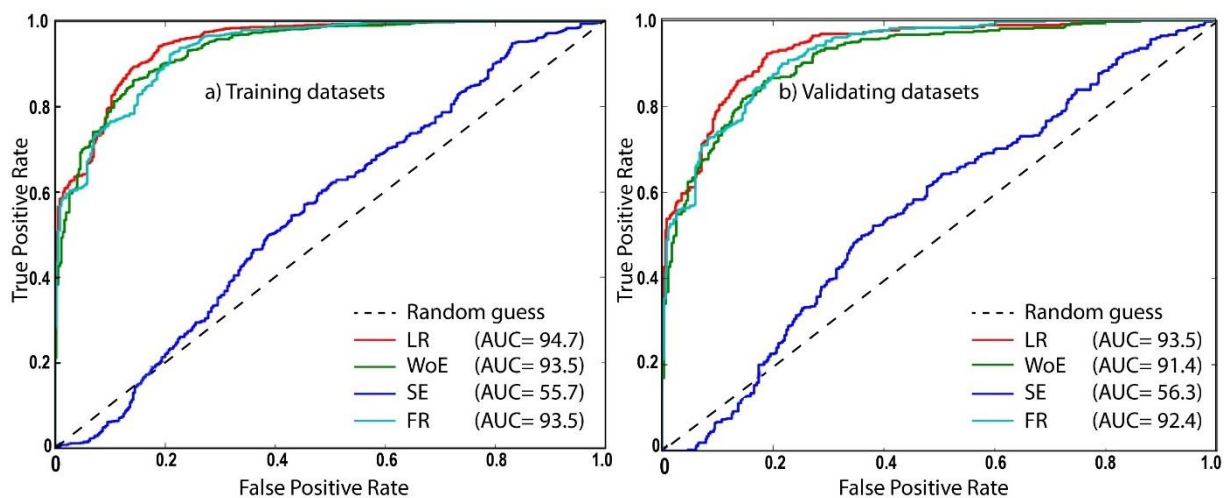 1.0
0.8
0.6
0.4
0.2
0
0
0.2
0.4
0.6
0.8
1.0
True Positive Rate
False Positive Rate
a) Training datasets
Random guess
LR (AUC= 94.7)
WoE (AUC= 93.5)
SE (AUC= 55.7)
FR (AUC= 93.5)
1.0
0.8
0.6
0.4
0.2
0
0
0.2
0.4
0.6
0.8
1.0
True Positive Rate
False Positive Rate
b) Validating datasets
Random guess
LR (AUC= 93.5)
WoE (AUC= 91.4)
SE (AUC= 56.3)
FR (AUC= 92.4)